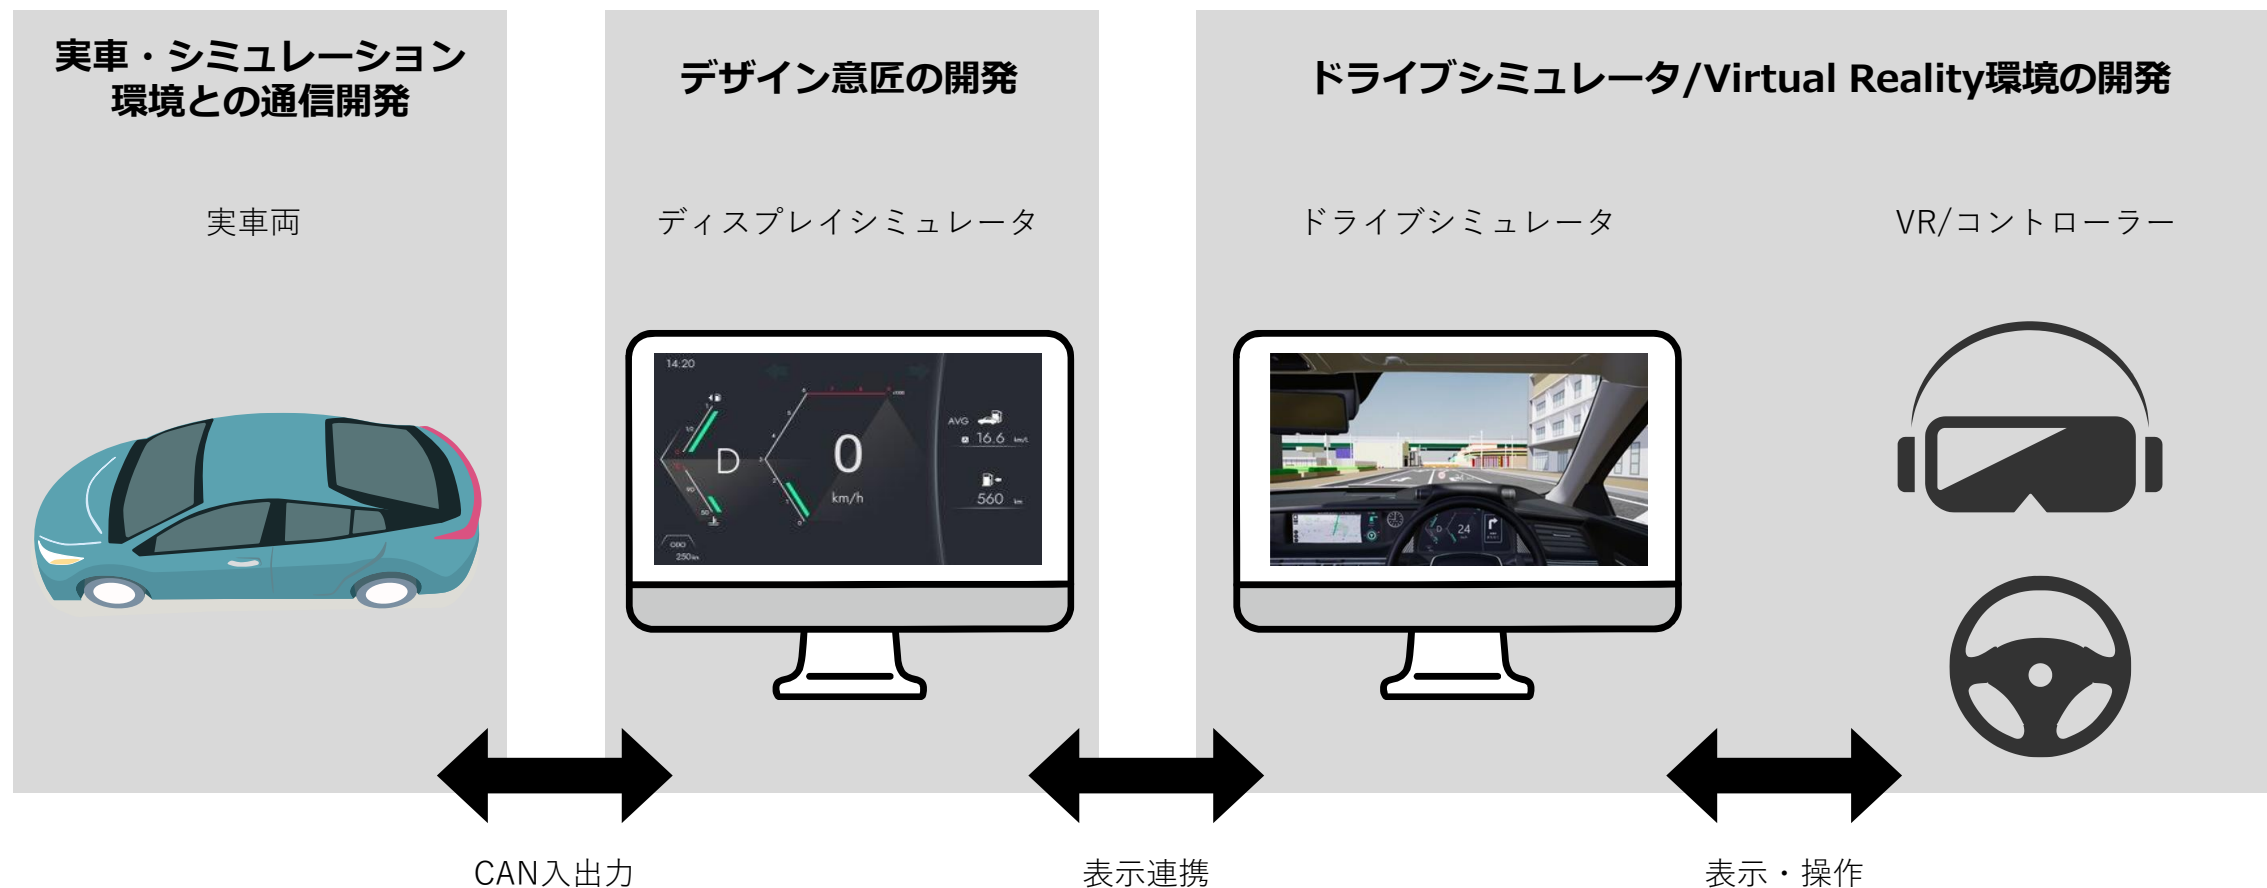 実車・シミュレーション
環境との通信開発
デザイン意匠の開発
ドライブシミュレータ/Virtual Reality環境の開発
実車両
ディスプレイシミュレータ
ドライブシミュレータ
VR/コントローラー
14:20
AVG
16.6 km/L
D
0
km/h
560 km
ODO
250 km
24
CAN入出力
表示連携
表示・操作